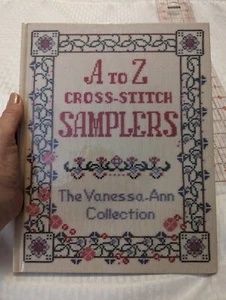 A TO Z
CROSS-STITCH
SAMPLERS
The Vanessa-Ann
Collection